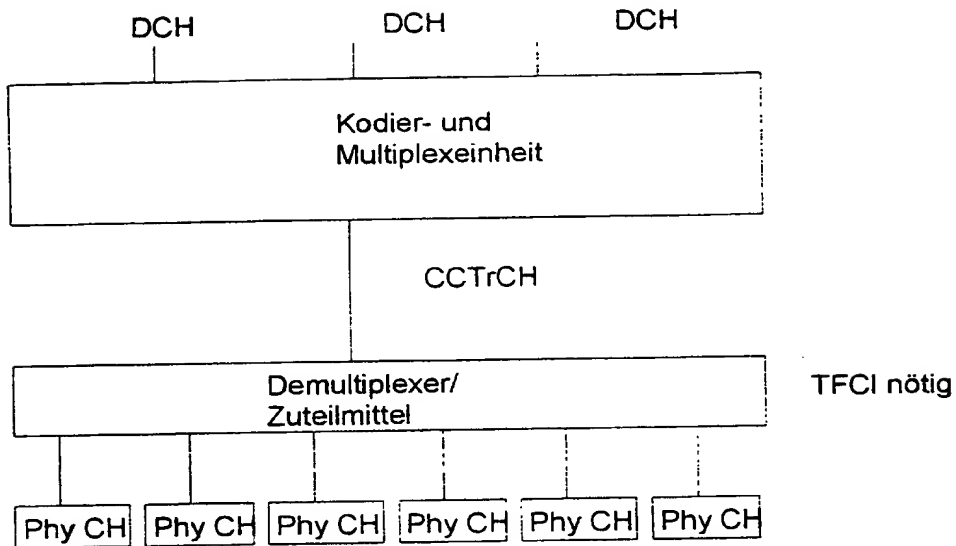 DCH DCH DCH
Kodier- und
Multiplexeinheit
CCTrCH
Demultiplexer/
Zuteilmittel
TFCI nötig
Phy CH Phy CH Phy CH Phy CH Phy CH Phy CH